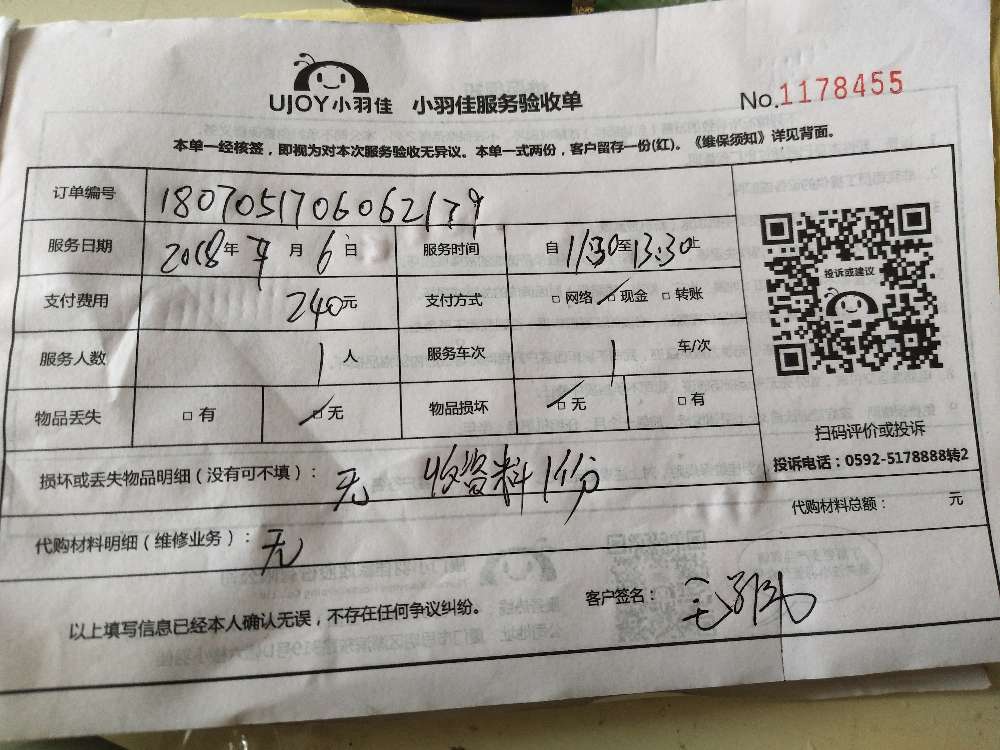 UJOY小羽佳 小羽佳服务验收单 No.1178455
本单一经核签，即视为对本次服务验收无异议。本单一式两份，客户留存一份(红)。《维保须知》详见背面。
订单编号 1807051706062179
服务日期 2018年 7 月 6 日 服务时间 自 11:30至13:30止
支付费用 240元 支付方式 □ 网络 □ 现金 □ 转账
服务人数 1 人 服务车次 1 车/次
物品丢失 □ 有 □ 无 物品损坏 □ 无 □ 有
投诉或建议
扫码评价或投诉
投诉电话：0592-5178888转2
损坏或丢失物品明细（没有可不填）： 无 收资料1份
代购材料总额： 元
代购材料明细（维修业务）： 无
以上填写信息已经本人确认无误，不存在任何争议纠纷。 客户签名：